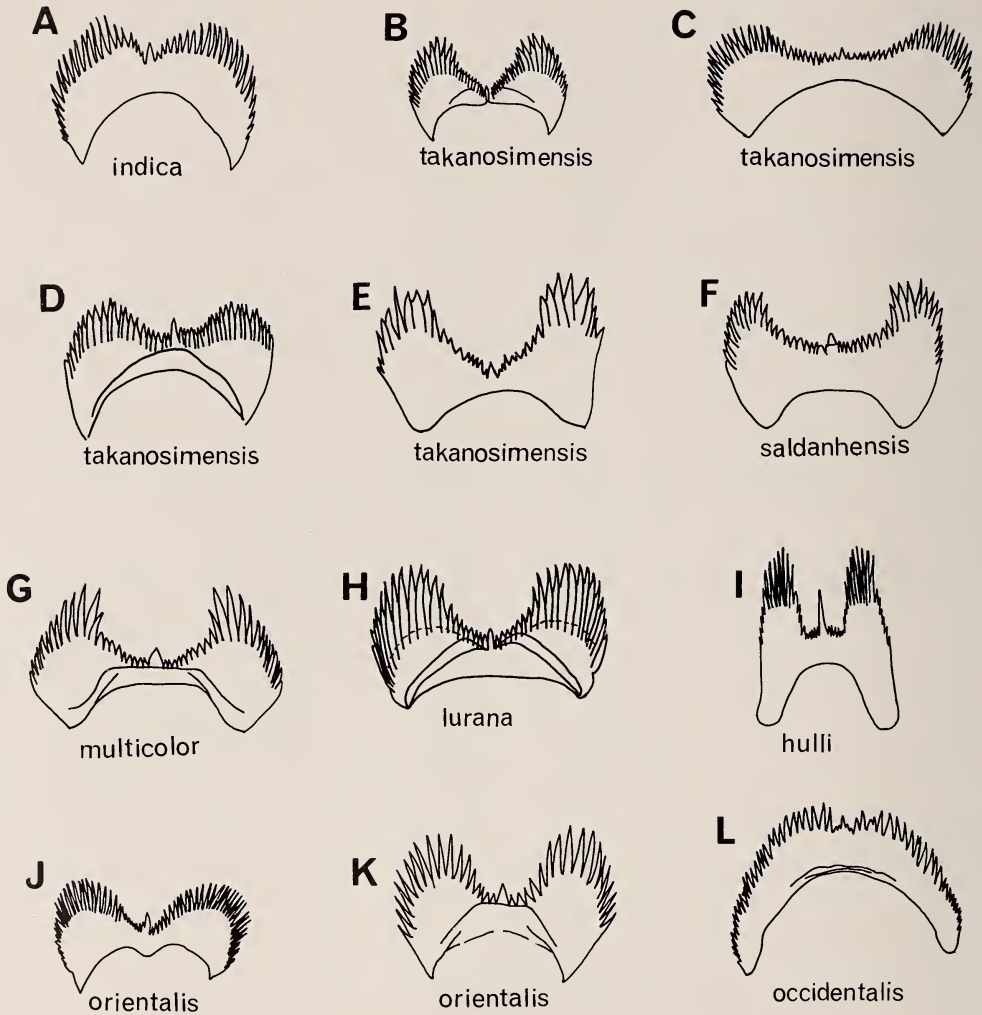 A
indica
B
takanosimensis
C
takanosimensis
D
takanosimensis
E
takanosimensis
F
saldanhensis
G
multicolor
H
lurana
I
hulli
J
orientalis
K
orientalis
L
occidentalis